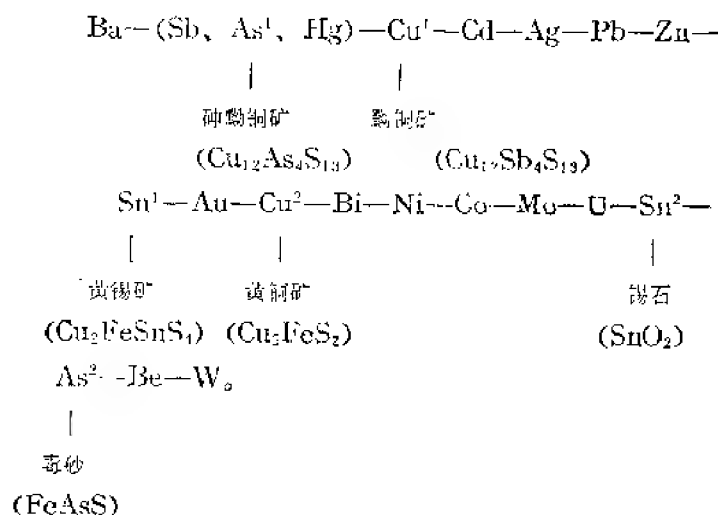 Ba—(Sb、As¹、Hg)—Cu¹—Cd—Ag—Pb—Zn—
砷黝铜矿 黝铜矿
(Cu₁₂As₄S₁₃) (Cu₁₂Sb₄S₁₃)
Sn¹—Au—Cu²—Bi—Ni—Co—Mo—U—Sn²—
黄锡矿 黄铜矿 锡石
(Cu₂FeSnS₄) (Cu₂FeS₂) (SnO₂)
As²—Be—W。
毒砂
(FeAsS)